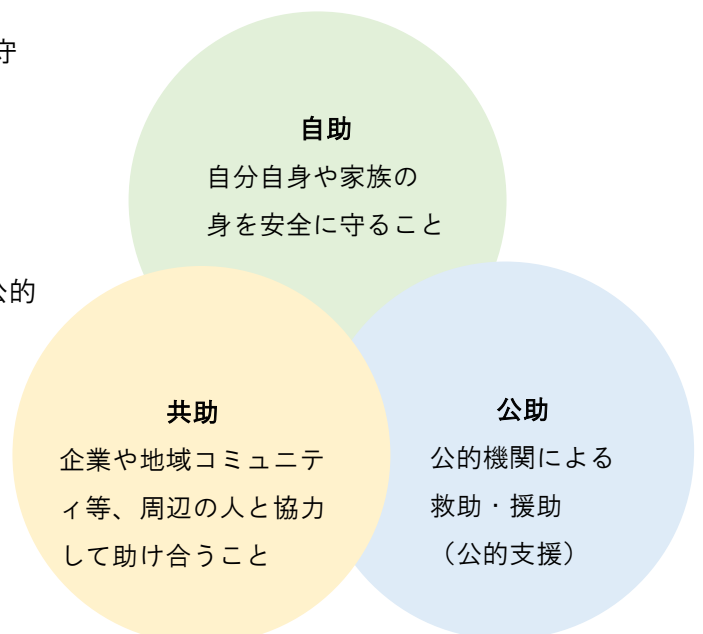 守
自助
自分自身や家族の
身を安全に守ること
公的
共助
企業や地域コミュニテ
ィ等、周辺の人と協力
して助け合うこと
公助
公的機関による
救助・援助
（公的支援）